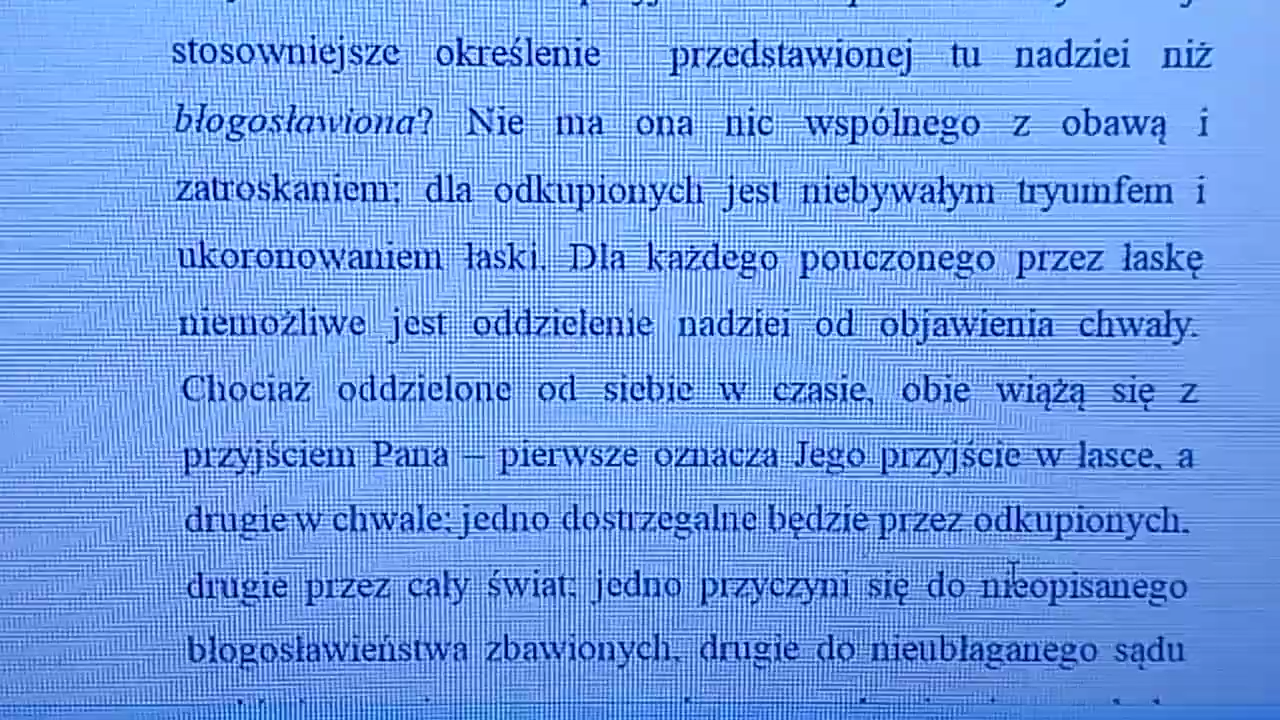 stosowniejsze określenie przedstawionej tu nadziei niż
błogosławiona? Nie ma ona nic wspólnego z obawą i
zatroskaniem; dla odkupionych jest niebywałym tryumfem i
ukoronowaniem łaski. Dla każdego pouczonego przez łaskę
niemożliwe jest oddzielenie nadziei od objawienia chwały.
Chociaż oddzielone od siebie w czasie, obie wiążą się z
przyjściem Pana – pierwsze oznacza Jego przyjście w łasce, a
drugie w chwale; jedno dostrzegalne będzie przez odkupionych,
drugie przez cały świat; jedno przyczyni się do nieopisanego
błogosławieństwa zbawionych, drugie do nieubłaganego sądu